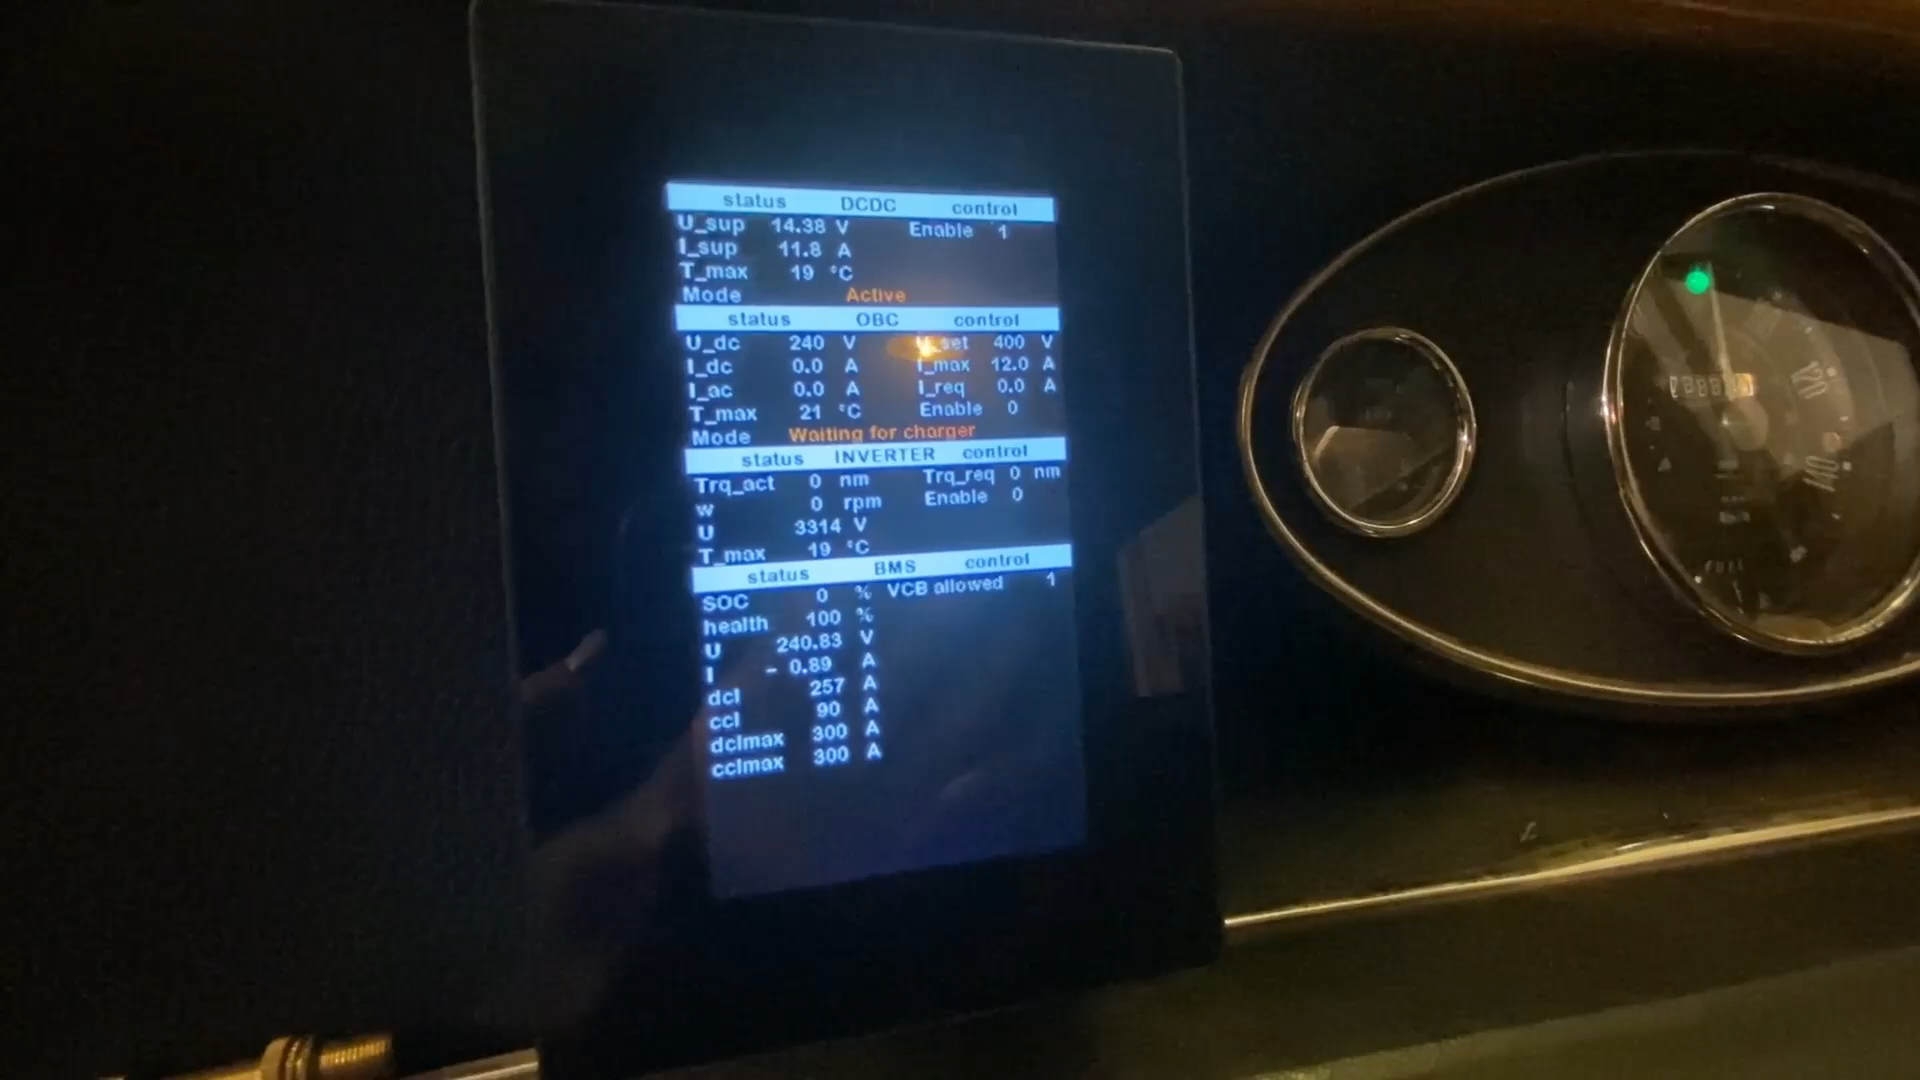 status DCDC control
U_sup 14.38 V Enable 1
I_sup 11.8 A
T_max 19 °C
Mode Active
status OBC control
U_dc 240 V U_set 400 V
I_dc 0.0 A I_max 12.0 A
I_ac 0.0 A I_req 0.0 A
T_max 21 °C Enable 0
Mode Waiting for charger
status INVERTER control
Trq_act 0 nm Trq_req 0 nm
w 0 rpm Enable 0
U 3314 V
T_max 19 °C
status BMS control
SOC 0 % VCB allowed 1
health 100 %
U 240.83 V
I - 0.89 A
dcl 257 A
ccl 90 A
dclmax 300 A
cclmax 300 A
120
140
FUEL